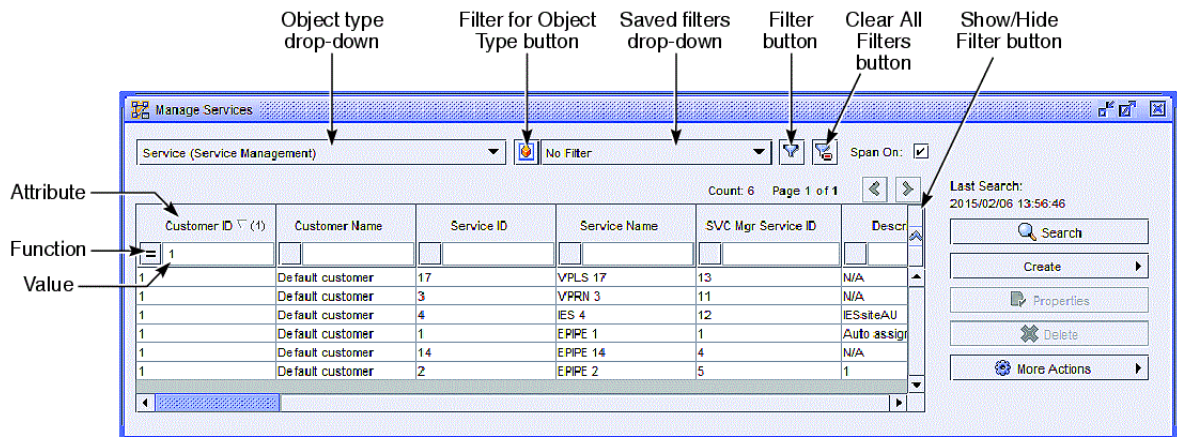 Object type
drop-down
Filter for Object
Type button
Saved filters
drop-down
Filter
button
Clear All
Filters
button
Show/Hide
Filter button
Manage Services
Service (Service Management)
No Filter
Span On:
Count: 6 Page 1 of 1
Attribute
Function
Value
Customer ID (1) Customer Name Service ID Service Name SVC Mgr Service ID Descr
= 1
1 Default customer 17 VPLS 17 13 N/A
1 Default customer 3 VPRN 3 11 N/A
1 Default customer 4 IES 4 12 IESsiteAU
1 Default customer 1 EPIPE 1 1 Auto assign
1 Default customer 14 EPIPE 14 4 N/A
1 Default customer 2 EPIPE 2 5 1
Last Search:
2015/02/06 13:56:46
Search
Create
Properties
Delete
More Actions